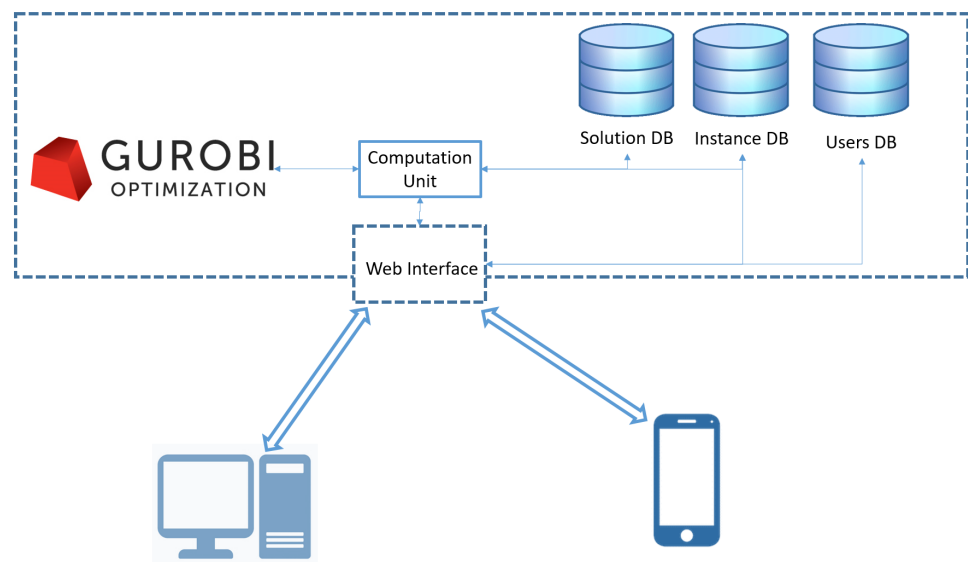 Solution DB
Instance DB
Users DB
GUROBI
OPTIMIZATION
Computation
Unit
Web Interface